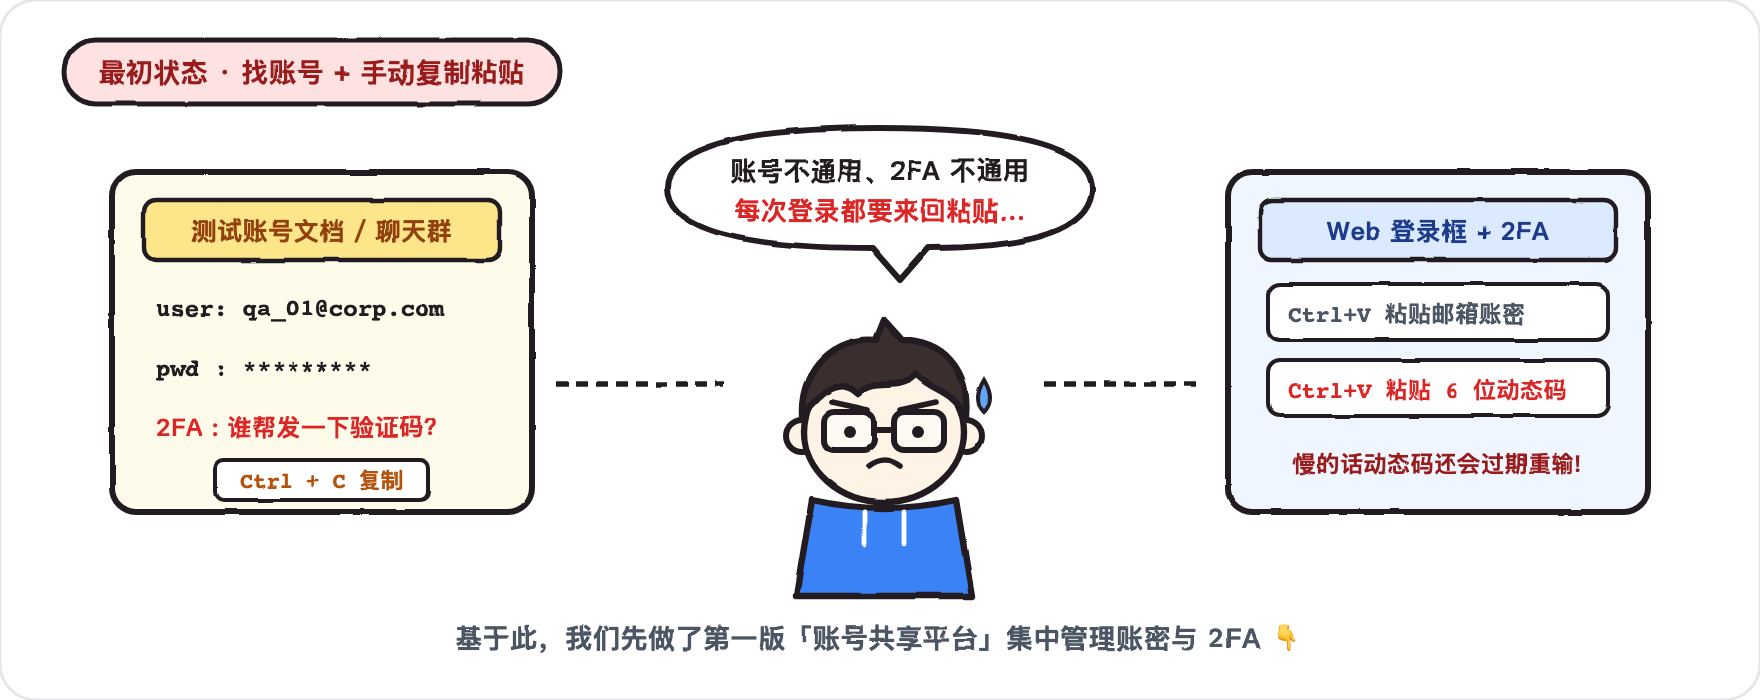 最初状态 · 找账号 + 手动复制粘贴
账号不通用、2FA 不通用
每次登录都要来回粘贴...
测试账号文档 / 聊天群
user: qa_01@corp.com
pwd : *********
2FA : 谁帮发一下验证码?
Ctrl + C 复制
Web 登录框 + 2FA
Ctrl+V 粘贴邮箱账密
Ctrl+V 粘贴 6 位动态码
慢的话动态码还会过期重输!
基于此，我们先做了第一版「账号共享平台」集中管理账密与 2FA 👇